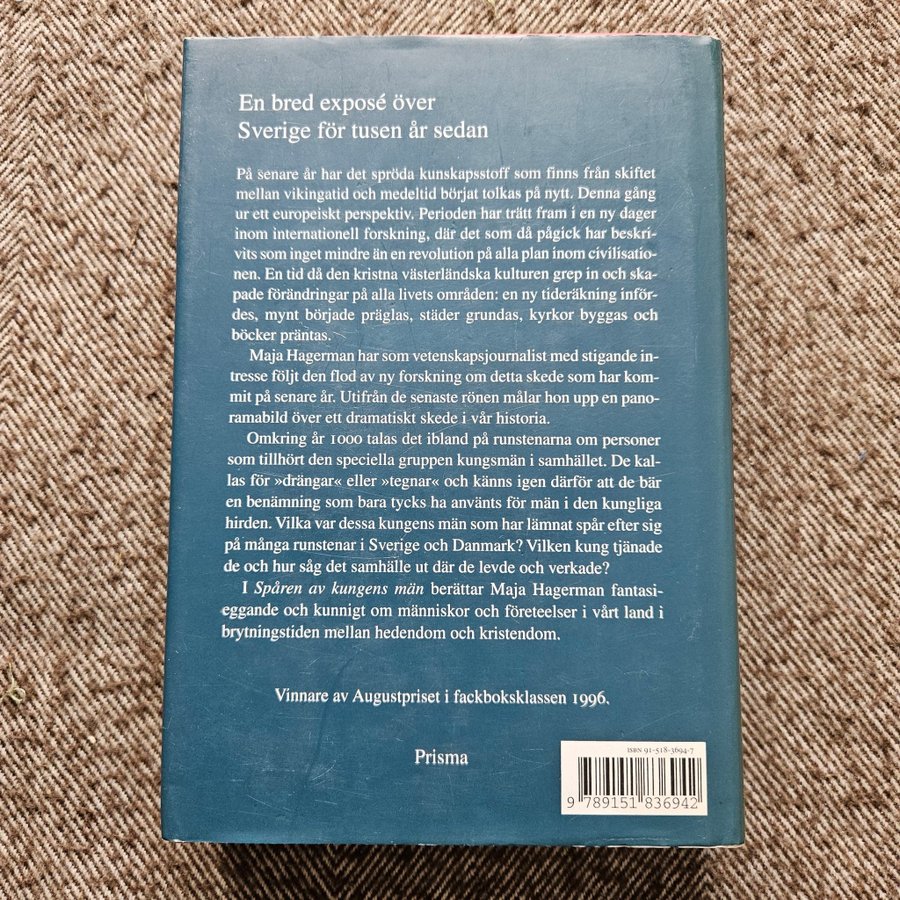 En bred exposé över
Sverige för tusen år sedan
På senare år har det spröda kunskapsstoff som finns från skiftet
mellan vikingatid och medeltid börjat tolkas på nytt. Denna gång
ur ett europeiskt perspektiv. Perioden har trätt fram i en ny dager
inom internationell forskning, där det som då pågick har beskri-
vits som inget mindre än en revolution på alla plan inom civilisatio-
nen. En tid då den kristna västerländska kulturen grep in och ska-
pade förändringar på alla livets områden: en ny tideräkning inför-
des, mynt började präglas, städer grundas, kyrkor byggas och
böcker präntas.
Maja Hagerman har som vetenskapsjournalist med stigande in-
tresse följt den flod av ny forskning om detta skede som har kom-
mit på senare år. Utifrån de senaste rönen målar hon upp en pano-
ramabild över ett dramatiskt skede i vår historia.
Omkring år 1000 talas det ibland på runstenarna om personer
som tillhört den speciella gruppen kungsmän i samhället. De kal-
las för »drängar« eller »tegnar« och känns igen därför att de bär
en benämning som bara tycks ha använts för män i den kungliga
hirden. Vilka var dessa kungens män som har lämnat spår efter sig
på många runstenar i Sverige och Danmark? Vilken kung tjänade
de och hur såg det samhälle ut där de levde och verkade?
I Spåren av kungens män berättar Maja Hagerman fantasi-
eggande och kunnigt om människor och företeelser i vårt land i
brytningstiden mellan hedendom och kristendom.
Vinnare av Augustpriset i fackboksklassen 1996.
Prisma
ISBN 91-518-3694-7
9 789151 836942